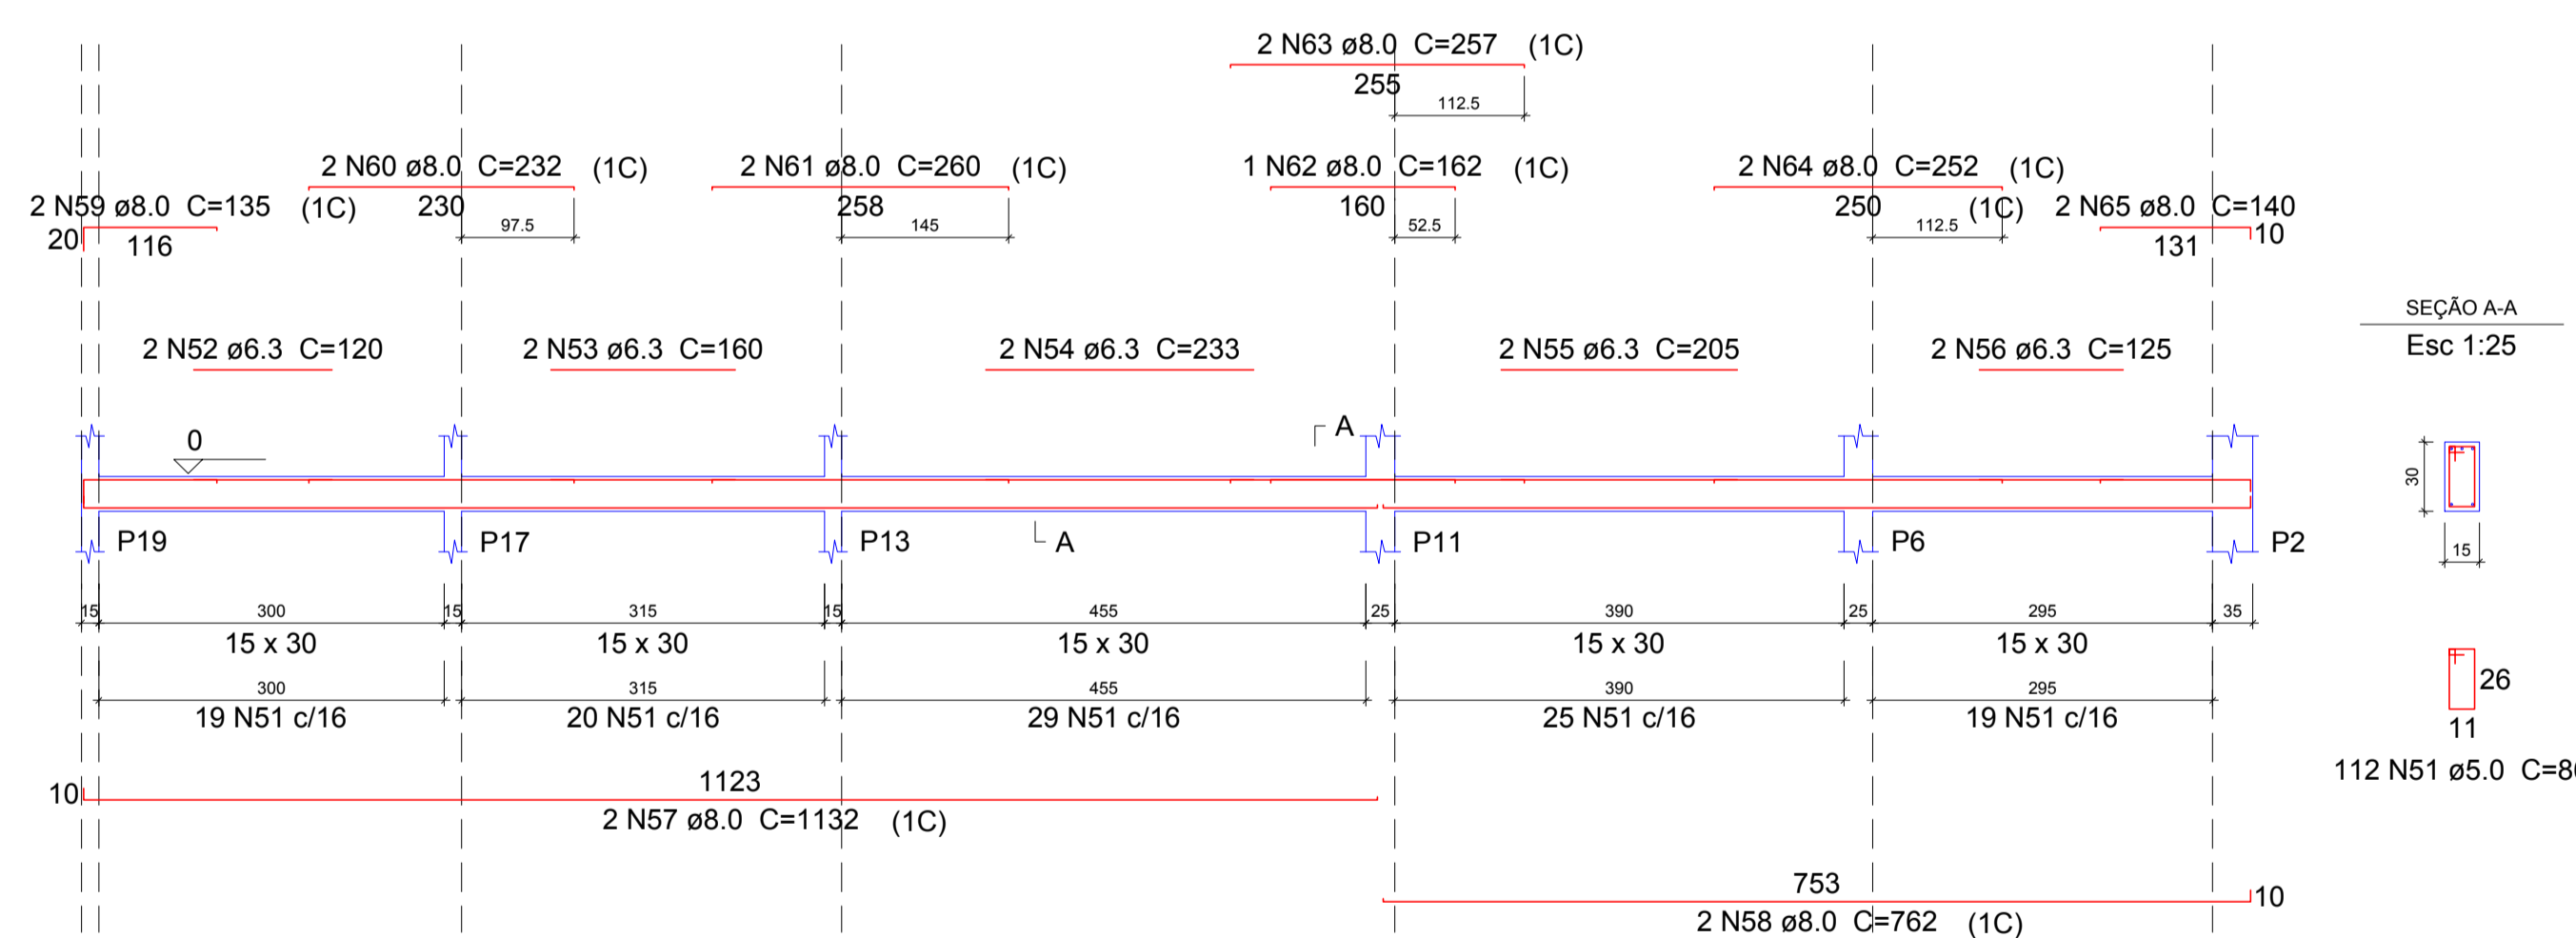 2 N63 ø8.0 C=257 (1C)
255
112.5
2 N60 ø8.0 C=232 (1C)
2 N61 ø8.0 C=260 (1C)
1 N62 ø8.0 C=162 (1C)
2 N64 ø8.0 C=252 (1C)
2 N59 ø8.0 C=135 (1C)
230
258
160
250
(1C) 2 N65 ø8.0 C=140
97.5
145
52.5
112.5
20
116
131
10
SEÇÃO A-A
Esc 1:25
2 N52 ø6.3 C=120
2 N53 ø6.3 C=160
2 N54 ø6.3 C=233
2 N55 ø6.3 C=205
2 N56 ø6.3 C=125
0
A
30
P19
P17
P13
A
P11
P6
P2
15
15
300
15
315
15
455
25
390
25
295
35
15 x 30
15 x 30
15 x 30
15 x 30
15 x 30
300
315
455
390
295
26
19 N51 c/16
20 N51 c/16
29 N51 c/16
25 N51 c/16
19 N51 c/16
11
112 N51 ø5.0
1123
10
2 N57 ø8.0 C=1132 (1C)
753
10
2 N58 ø8.0 C=762 (1C)